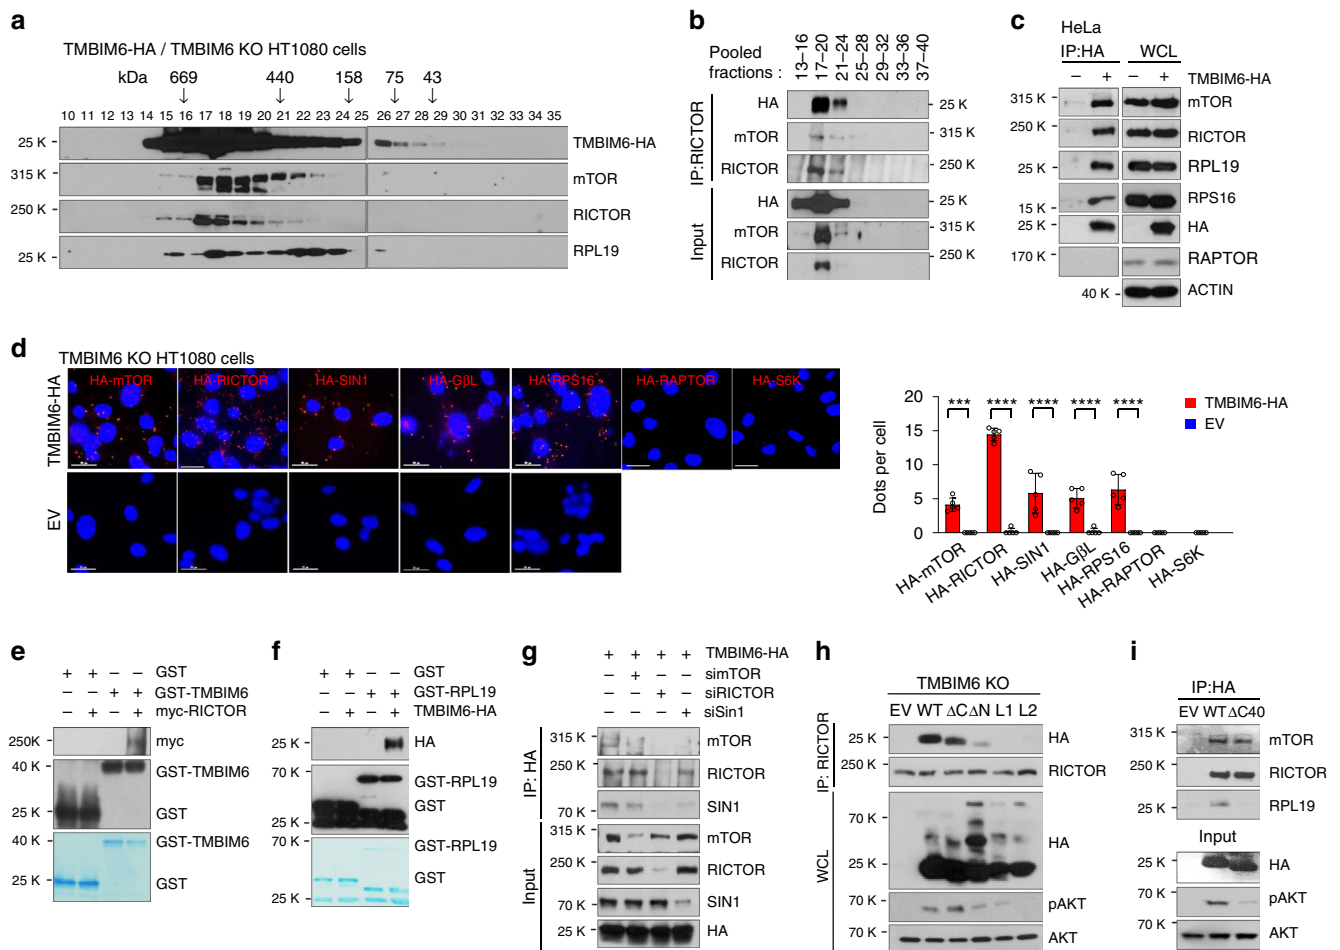 a
TMBIM6-HA / TMBIM6 KO HT1080 cells
kDa 669 440 158 75 43
10 11 12 13 14 15 16 17 18 19 20 21 22 23 24 25 26 27 28 29 30 31 32 33 34 35
25 K TMBIM6-HA
315 K mTOR
250 K RICTOR
25 K RPL19
b
Pooled fractions : 13–16 17–20 21–24 25–28 29–32 33–36 37–40
IP:RICTOR
HA 25 K
mTOR 315 K
RICTOR 250 K
Input
HA 25 K
mTOR 315 K
RICTOR 250 K
c
HeLa
IP:HA WCL
– + – + TMBIM6-HA
315 K mTOR
250 K RICTOR
25 K RPL19
15 K RPS16
25 K HA
170 K RAPTOR
40 K ACTIN
d
TMBIM6 KO HT1080 cells
TMBIM6-HA
HA-mTOR HA-RICTOR HA-SIN1 HA-GβL HA-RPS16 HA-RAPTOR HA-S6K
EV
Dots per cell
20
15
10
5
0
*** **** **** **** ****
TMBIM6-HA
EV
HA-mTOR HA-RICTOR HA-SIN1 HA-GβL HA-RPS16 HA-RAPTOR HA-S6K
e
+ + – – GST
– – + + GST-TMBIM6
– + – + myc-RICTOR
250K myc
40 K GST-TMBIM6
25 K GST
40 K GST-TMBIM6
25 K GST
f
+ + – – GST
– – + + GST-RPL19
– + – + TMBIM6-HA
25 K HA
70 K GST-RPL19
25 K GST
70 K GST-RPL19
GST
25 K
g
+ + + + TMBIM6-HA
– + – – simTOR
– – + – siRICTOR
– – – + siSin1
IP: HA
315 K mTOR
250 K RICTOR
70 K SIN1
Input
315 K mTOR
250 K RICTOR
70 K SIN1
25 K HA
h
TMBIM6 KO
EV WT ΔC ΔN L1 L2
IP: RICTOR
25 K HA
250 K RICTOR
WCL
70 K
40 K HA
25 K
70 K pAKT
70 K AKT
i
IP:HA
EV WT ΔC40
315 K mTOR
250 K RICTOR
25 K RPL19
Input
25 K HA
70 K pAKT
70 K AKT